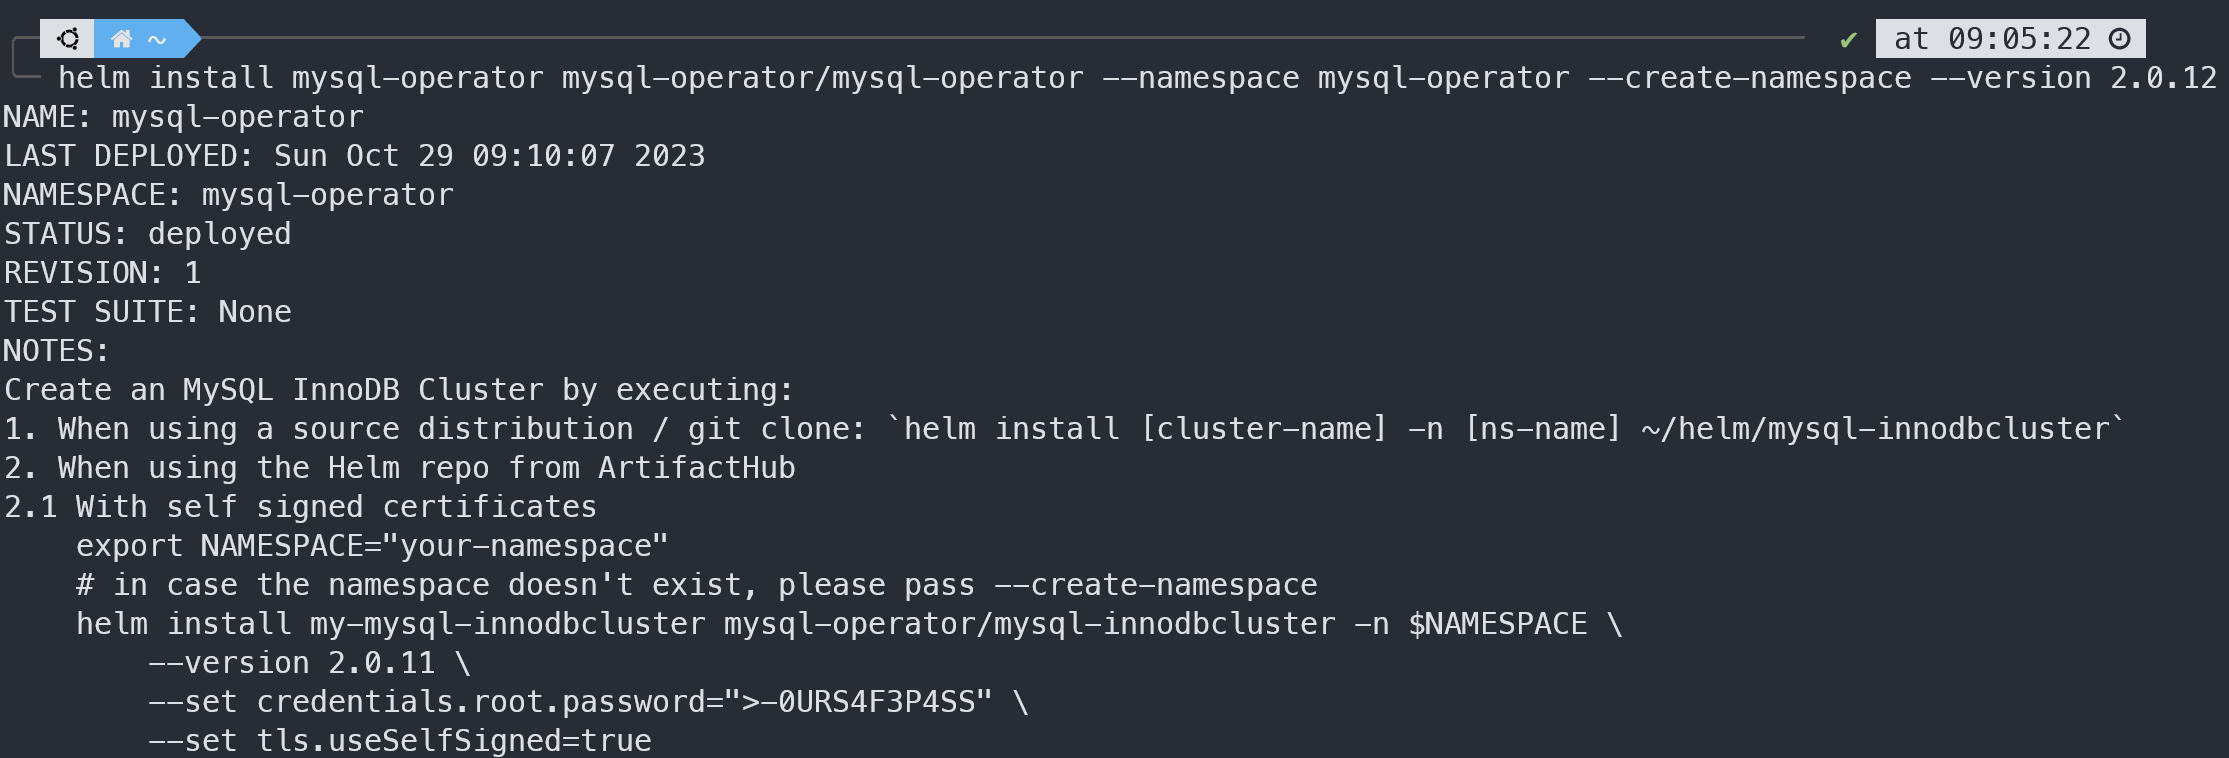 ~ ✔ at 09:05:22
helm install mysql-operator mysql-operator/mysql-operator --namespace mysql-operator --create-namespace --version 2.0.12
NAME: mysql-operator
LAST DEPLOYED: Sun Oct 29 09:10:07 2023
NAMESPACE: mysql-operator
STATUS: deployed
REVISION: 1
TEST SUITE: None
NOTES:
Create an MySQL InnoDB Cluster by executing:
1. When using a source distribution / git clone: `helm install [cluster-name] -n [ns-name] ~/helm/mysql-innodbcluster`
2. When using the Helm repo from ArtifactHub
2.1 With self signed certificates
    export NAMESPACE="your-namespace"
    # in case the namespace doesn't exist, please pass --create-namespace
    helm install my-mysql-innodbcluster mysql-operator/mysql-innodbcluster -n $NAMESPACE \
        --version 2.0.11 \
        --set credentials.root.password=">-0URS4F3P4SS" \
        --set tls.useSelfSigned=true